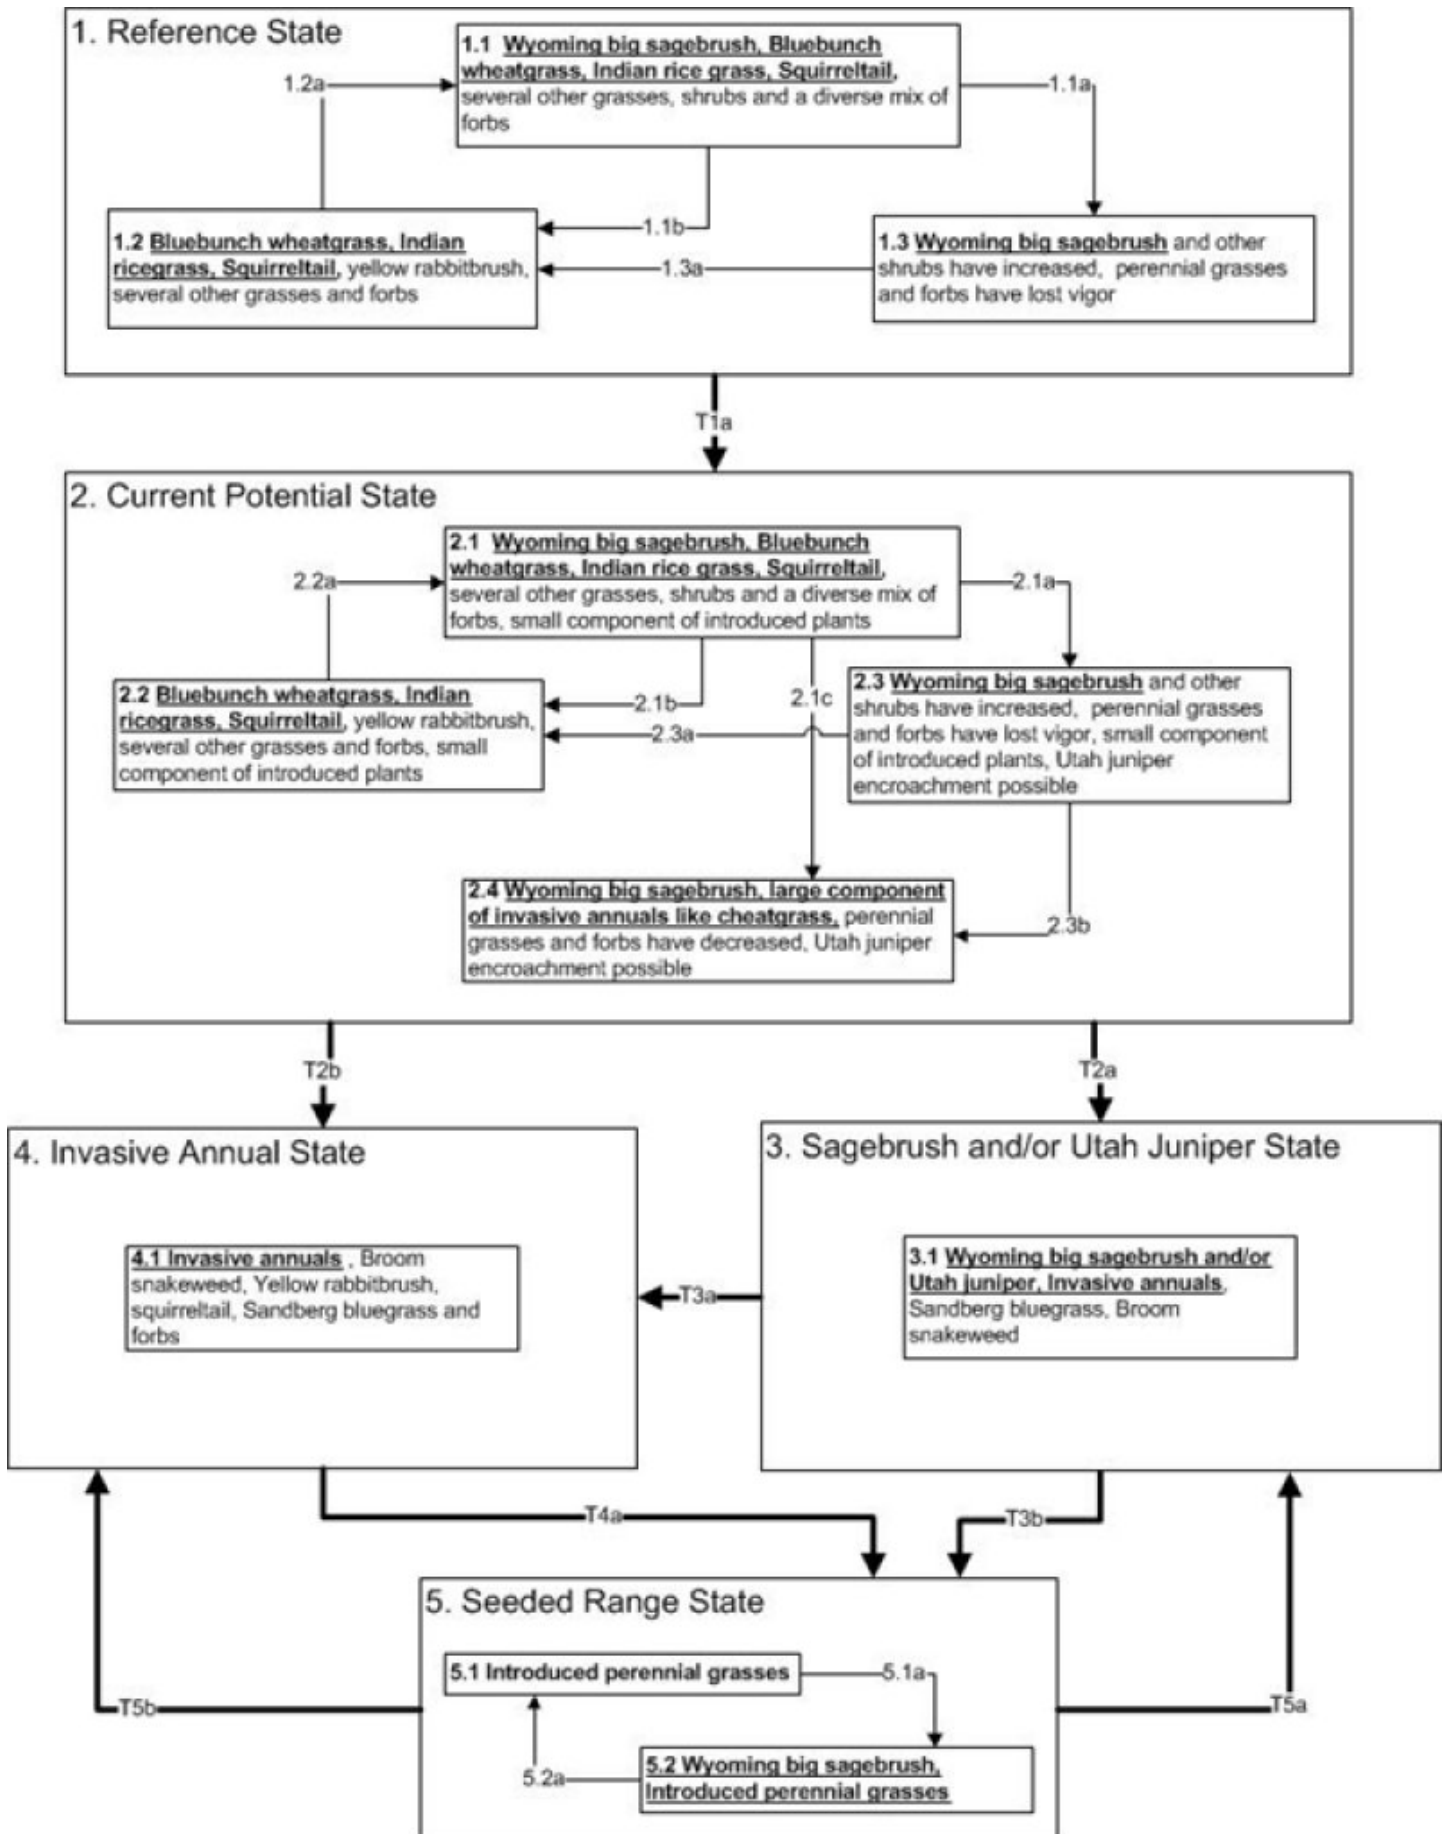 1. Reference State
1.1 Wyoming big sagebrush, Bluebunch
wheatgrass, Indian rice grass, Squirreltail,
several other grasses, shrubs and a diverse mix of
forbs
1.2a
1.1a
1.1b
1.2 Bluebunch wheatgrass, Indian
ricegrass, Squirreltail, yellow rabbitbrush,
several other grasses and forbs
1.3a
1.3 Wyoming big sagebrush and other
shrubs have increased, perennial grasses
and forbs have lost vigor
T1a
2. Current Potential State
2.1 Wyoming big sagebrush, Bluebunch
wheatgrass, Indian rice grass, Squirreltail,
several other grasses, shrubs and a diverse mix of
forbs, small component of introduced plants
2.2a
2.1a
2.2 Bluebunch wheatgrass, Indian
ricegrass, Squirreltail, yellow rabbitbrush,
several other grasses and forbs, small
component of introduced plants
2.1b
2.1c
2.3a
2.3 Wyoming big sagebrush and other
shrubs have increased, perennial grasses
and forbs have lost vigor, small component
of introduced plants, Utah juniper
encroachment possible
2.4 Wyoming big sagebrush, large component
of invasive annuals like cheatgrass, perennial
grasses and forbs have decreased, Utah juniper
encroachment possible
2.3b
T2b
T2a
4. Invasive Annual State
4.1 Invasive annuals , Broom
snakeweed, Yellow rabbitbrush,
squirreltail, Sandberg bluegrass and
forbs
T3a
3. Sagebrush and/or Utah Juniper State
3.1 Wyoming big sagebrush and/or
Utah juniper, Invasive annuals,
Sandberg bluegrass, Broom
snakeweed
T4a
T3b
5. Seeded Range State
5.1 Introduced perennial grasses
5.1a
T5b
T5a
5.2a
5.2 Wyoming big sagebrush,
Introduced perennial grasses